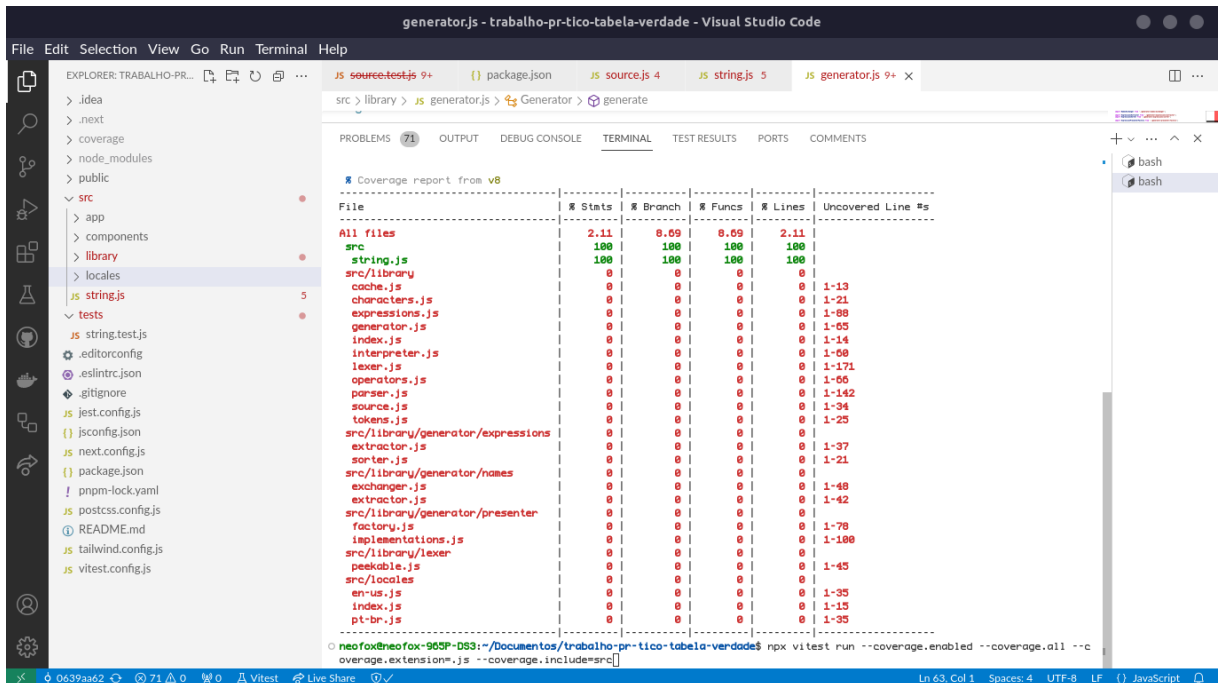 generator.js - trabalho-pr-tico-tabela-verdade - Visual Studio Code
File Edit Selection View Go Run Terminal Help
EXPLORER: TRABALHO-PR...
.idea
.next
coverage
node_modules
public
src
app
components
library
locales
JS string.js 5
tests
JS string.test.js
.editorconfig
.eslintrc.json
.gitignore
JS jest.config.js
{} jsconfig.json
JS next.config.js
{} package.json
! pnpm-lock.yaml
JS postcss.config.js
README.md
JS tailwind.config.js
JS vitest.config.js
JS source.test.js 9+ {} package.json JS source.js 4 JS string.js 5 JS generator.js 9+
src > library > JS generator.js > Generator > generate
PROBLEMS 71 OUTPUT DEBUG CONSOLE TERMINAL TEST RESULTS PORTS COMMENTS
bash
bash
% Coverage report from v8
File | % Stmts | % Branch | % Funcs | % Lines | Uncovered Line #s
All files | 2.11 | 8.69 | 8.69 | 2.11 |
src | 100 | 100 | 100 | 100 |
string.js | 100 | 100 | 100 | 100 |
src/library | 0 | 0 | 0 | 0 |
cache.js | 0 | 0 | 0 | 0 | 1-13
characters.js | 0 | 0 | 0 | 0 | 1-21
expressions.js | 0 | 0 | 0 | 0 | 1-88
generator.js | 0 | 0 | 0 | 0 | 1-65
index.js | 0 | 0 | 0 | 0 | 1-14
interpreter.js | 0 | 0 | 0 | 0 | 1-60
lexer.js | 0 | 0 | 0 | 0 | 1-171
operators.js | 0 | 0 | 0 | 0 | 1-66
parser.js | 0 | 0 | 0 | 0 | 1-142
source.js | 0 | 0 | 0 | 0 | 1-34
tokens.js | 0 | 0 | 0 | 0 | 1-25
src/library/generator/expressions | 0 | 0 | 0 | 0 |
extractor.js | 0 | 0 | 0 | 0 | 1-37
sorter.js | 0 | 0 | 0 | 0 | 1-21
src/library/generator/names | 0 | 0 | 0 | 0 |
exchanger.js | 0 | 0 | 0 | 0 | 1-48
extractor.js | 0 | 0 | 0 | 0 | 1-42
src/library/generator/presenter | 0 | 0 | 0 | 0 |
factory.js | 0 | 0 | 0 | 0 | 1-78
implementations.js | 0 | 0 | 0 | 0 | 1-100
src/library/lexer | 0 | 0 | 0 | 0 |
peekable.js | 0 | 0 | 0 | 0 | 1-45
src/locales | 0 | 0 | 0 | 0 |
en-us.js | 0 | 0 | 0 | 0 | 1-35
index.js | 0 | 0 | 0 | 0 | 1-15
pt-br.js | 0 | 0 | 0 | 0 | 1-35
neofox@neofox-965P-DS3:~/Documentos/trabalho-pr-tico-tabela-verdade$ npx vitest run --coverage.enabled --coverage.all --c
overage.extension=.js --coverage.include=src
0639aa62 71 0 0 Vitest Live Share Ln 63, Col 1 Spaces: 4 UTF-8 LF {} JavaScript